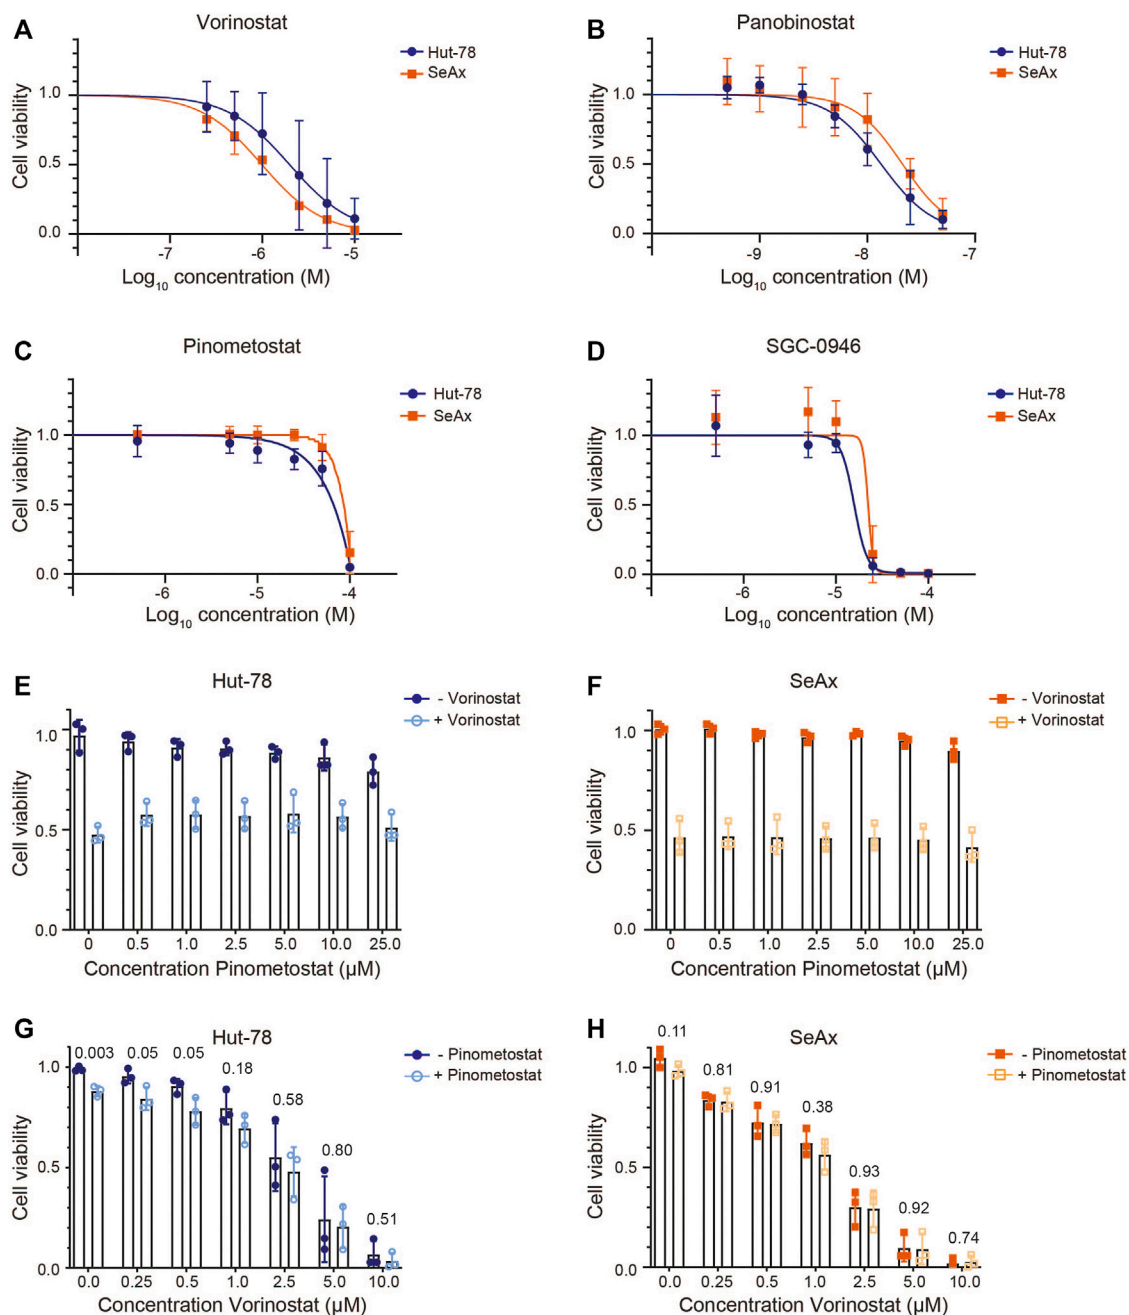 A
Vorinostat
Hut-78
SeAx
Cell viability
1.0
0.5
0.0
-7
-6
-5
Log10 concentration (M)
B
Panobinostat
Hut-78
SeAx
Cell viability
1.0
0.5
0.0
-9
-8
-7
Log10 concentration (M)
C
Pinometostat
Hut-78
SeAx
Cell viability
1.0
0.5
0.0
-6
-5
-4
Log10 concentration (M)
D
SGC-0946
Hut-78
SeAx
Cell viability
1.0
0.5
0.0
-6
-5
-4
Log10 concentration (M)
E
Hut-78
- Vorinostat
+ Vorinostat
Cell viability
1.0
0.5
0.0
0 0.5 1.0 2.5 5.0 10.0 25.0
Concentration Pinometostat (µM)
F
SeAx
- Vorinostat
+ Vorinostat
Cell viability
1.0
0.5
0.0
0 0.5 1.0 2.5 5.0 10.0 25.0
Concentration Pinometostat (µM)
G
Hut-78
- Pinometostat
+ Pinometostat
0.003 0.05 0.05 0.18 0.58 0.80 0.51
Cell viability
1.0
0.5
0.0
0.0 0.25 0.5 1.0 2.5 5.0 10.0
Concentration Vorinostat (µM)
H
SeAx
- Pinometostat
+ Pinometostat
0.11 0.81 0.91 0.38 0.93 0.92 0.74
Cell viability
1.0
0.5
0.0
0.0 0.25 0.5 1.0 2.5 5.0 10.0
Concentration Vorinostat (µM)